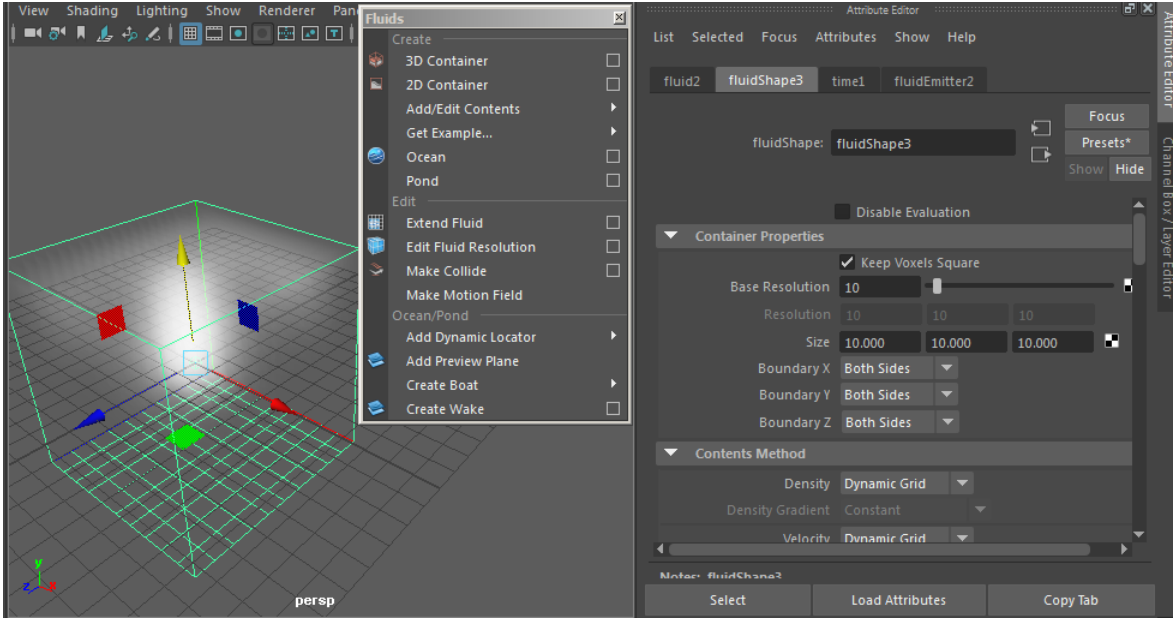 View Shading Lighting Show Renderer Pan
Fluids
Create
3D Container
2D Container
Add/Edit Contents
Get Example...
Ocean
Pond
Edit
Extend Fluid
Edit Fluid Resolution
Make Collide
Make Motion Field
Ocean/Pond
Add Dynamic Locator
Add Preview Plane
Create Boat
Create Wake
y
z x
persp
Attribute Editor
List Selected Focus Attributes Show Help
fluid2 fluidShape3 time1 fluidEmitter2
Focus
fluidShape: fluidShape3 Presets*
Show Hide
Disable Evaluation
Container Properties
Keep Voxels Square
Base Resolution 10
Resolution 10 10 10
Size 10.000 10.000 10.000
Boundary X Both Sides
Boundary Y Both Sides
Boundary Z Both Sides
Contents Method
Density Dynamic Grid
Density Gradient Constant
Velocity Dynamic Grid
Notes: fluidShape3
Select Load Attributes Copy Tab
Attribute Editor
Channel Box / Layer Editor